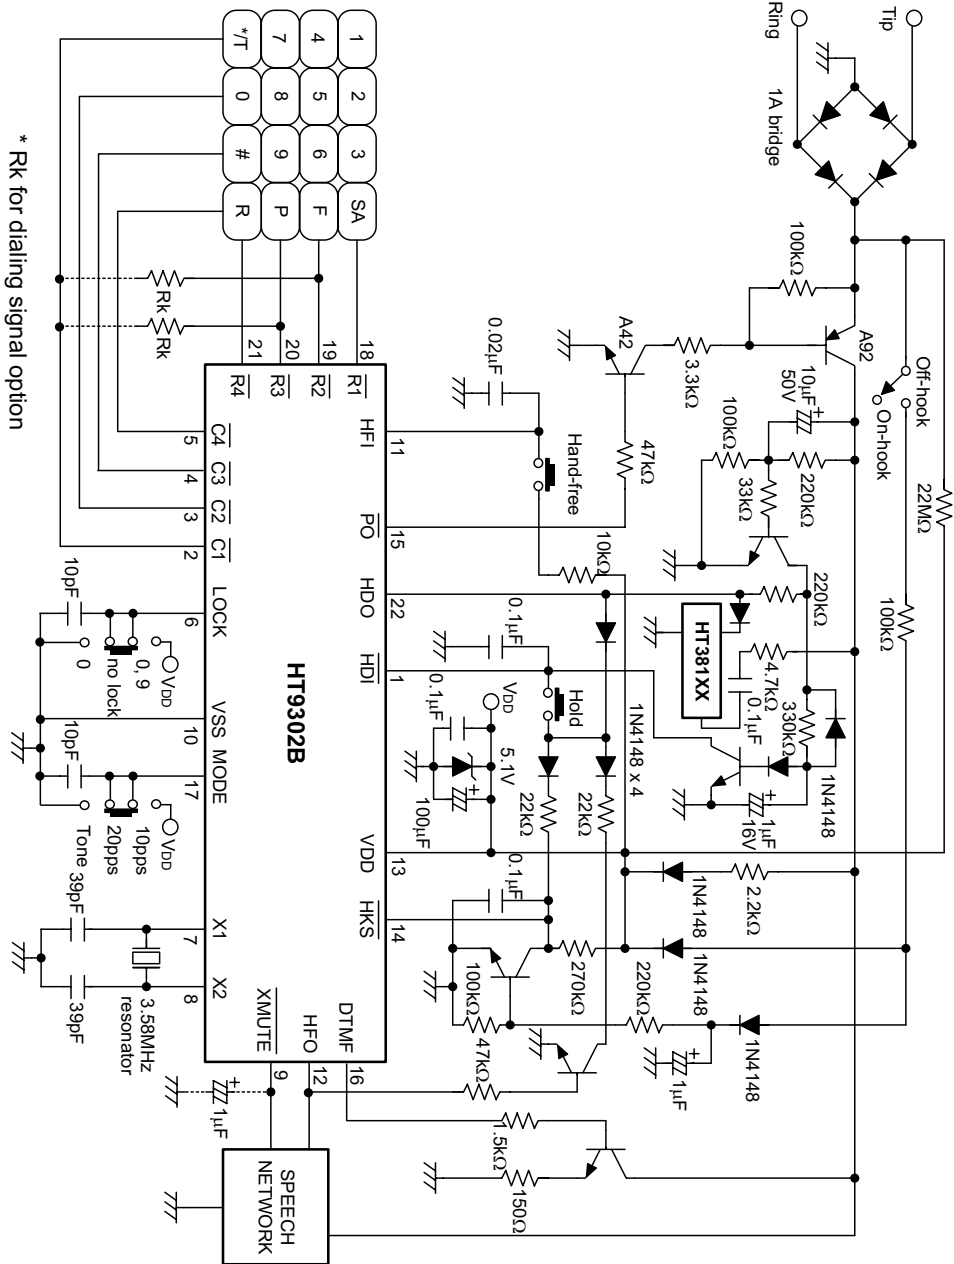 Tip
Ring
1A bridge
100kΩ
A92
Off-hook
On-hook
22MΩ
100kΩ
10µF
50V
+
220kΩ
100kΩ
33kΩ
220kΩ
A42
3.3kΩ
47kΩ
HT381XX
4.7kΩ
0.1µF
330kΩ
1N4148
1µF
16V
+
2.2kΩ
1N4148
1N4148
1N4148
0.02µF
Hand-free
10kΩ
0.1µF
Hold
1N4148 x 4
22kΩ
22kΩ
VDD
0.1µF
5.1V
+
100µF
0.1µF
270kΩ
220kΩ
100kΩ
+
1µF
47kΩ
1.5kΩ
150Ω
1
2
3
SA
4
5
6
F
7
8
9
P
*/T
0
#
R
Rk
Rk
18
19
20
21
11
15
22
1
13
14
R1
R2
R3
R4
HFI
PO
HDO
HDI
VDD
HKS
HT9302B
DTMF
16
HFO
12
XMUTE
9
C4
C3
C2
C1
LOCK
VSS
MODE
X1
X2
5
4
3
2
6
10
17
7
8
10pF
VDD
0, 9
no lock
0
10pF
VDD
10pps
20pps
Tone
39pF
39pF
3.58MHz
resonator
+
1µF
SPEECH
NETWORK
* Rk for dialing signal option